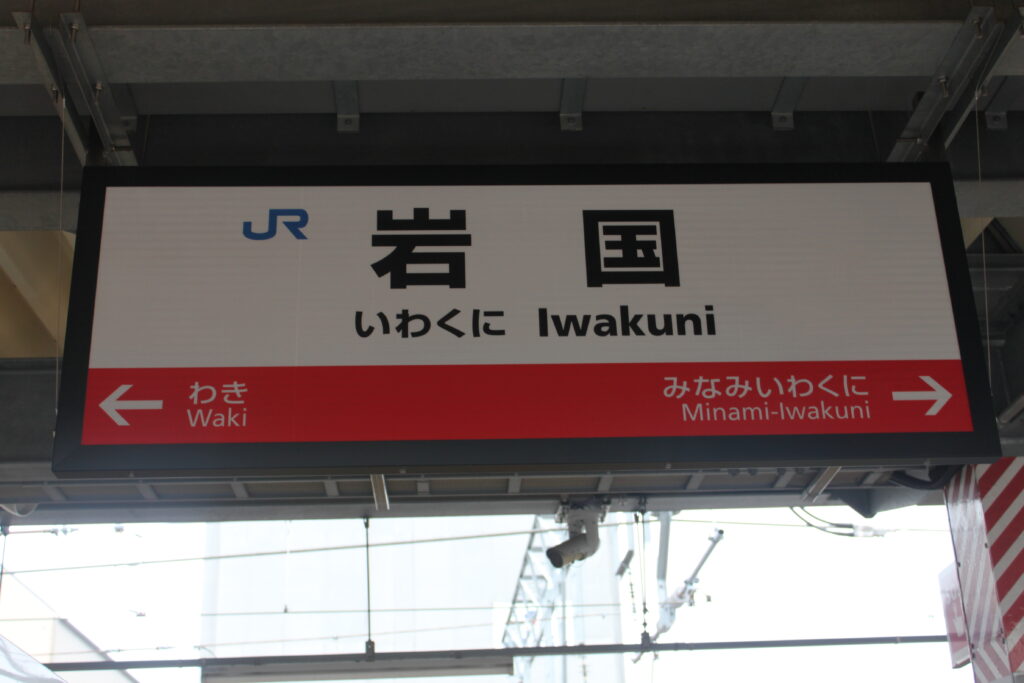 JR 岩国
いわくに Iwakuni
← わき
Waki
みなみいわくに →
Minami-Iwakuni